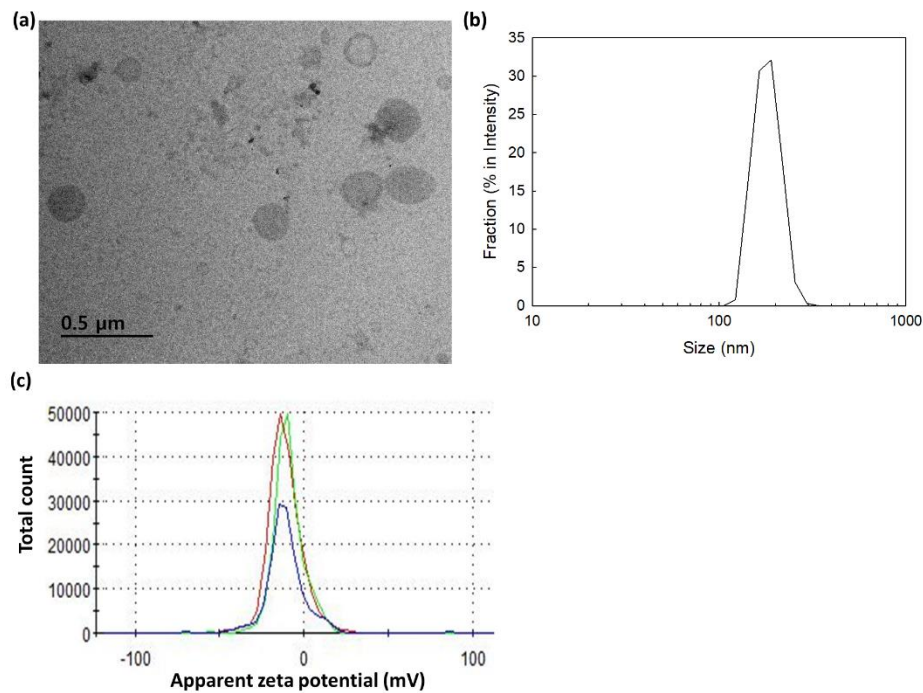 (a)
0.5 µm
(b)
Fraction (% in Intensity)
35
30
25
20
15
10
5
0
10 100 1000
Size (nm)
(c)
Total count
50000
40000
30000
20000
10000
0
-100 0 100
Apparent zeta potential (mV)